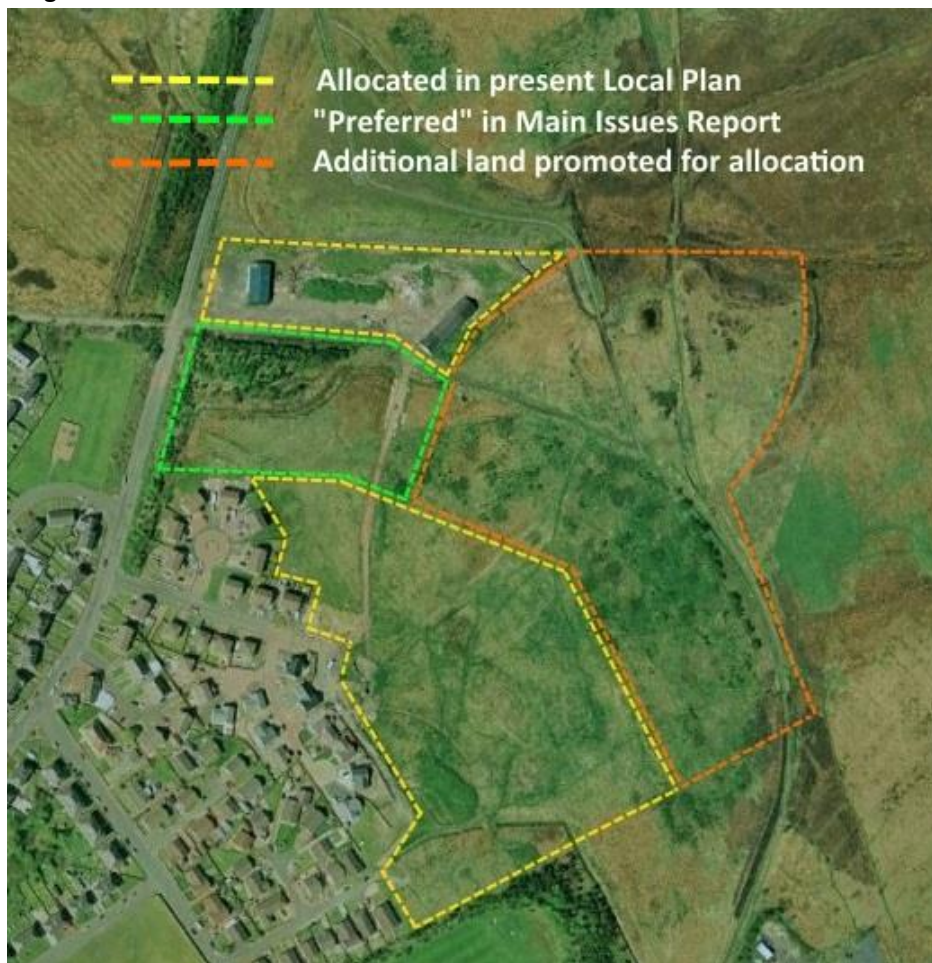 Allocated in present Local Plan
"Preferred" in Main Issues Report
Additional land promoted for allocation